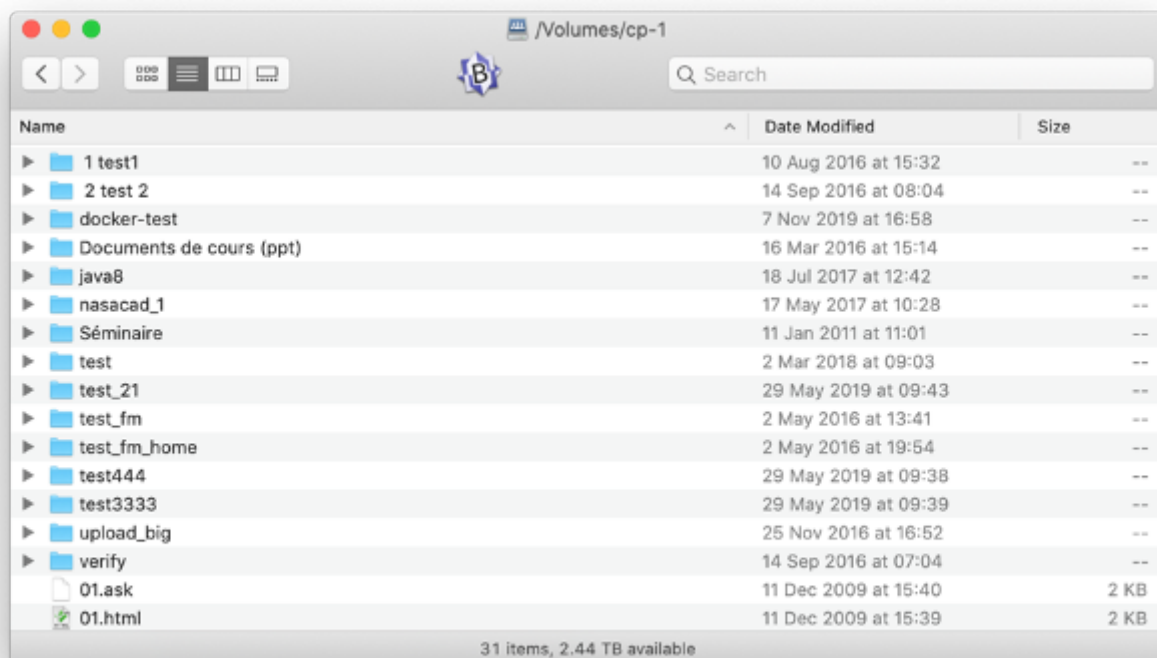 /Volumes/cp-1
B Search
Name Date Modified Size
1 test1 10 Aug 2016 at 15:32 --
2 test 2 14 Sep 2016 at 08:04 --
docker-test 7 Nov 2019 at 16:58 --
Documents de cours (ppt) 16 Mar 2016 at 15:14 --
java8 18 Jul 2017 at 12:42 --
nasacad_1 17 May 2017 at 10:28 --
Séminaire 11 Jan 2011 at 11:01 --
test 2 Mar 2018 at 09:03 --
test_21 29 May 2019 at 09:43 --
test_fm 2 May 2016 at 13:41 --
test_fm_home 2 May 2016 at 19:54 --
test444 29 May 2019 at 09:38 --
test3333 29 May 2019 at 09:39 --
upload_big 25 Nov 2016 at 16:52 --
verify 14 Sep 2016 at 07:04 --
01.ask 11 Dec 2009 at 15:40 2 KB
01.html 11 Dec 2009 at 15:39 2 KB
31 items, 2.44 TB available